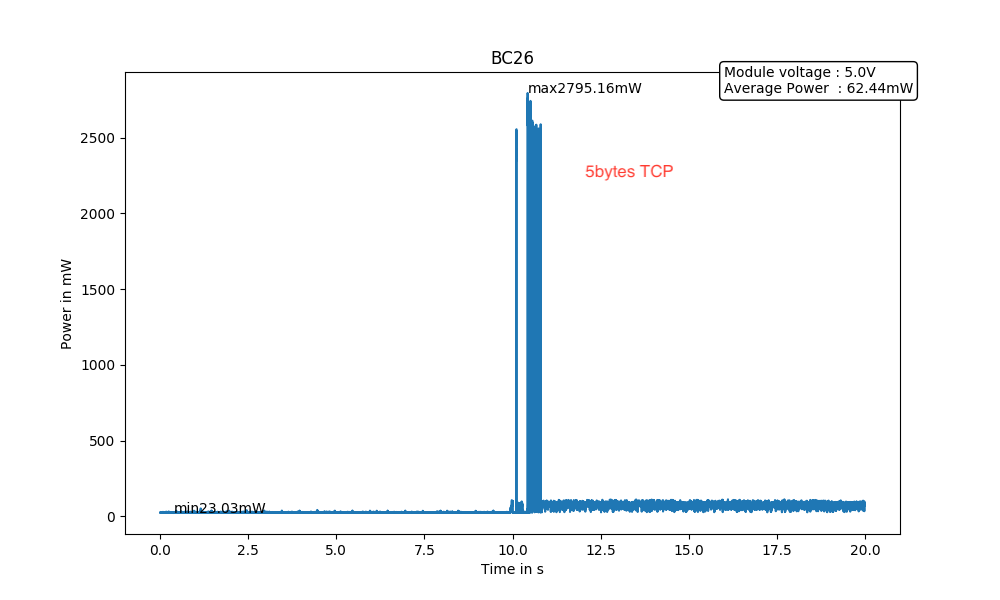 BC26
Module voltage : 5.0V
Average Power  : 62.44mW
max2795.16mW
5bytes TCP
min23.03mW
Power in mW
2500
2000
1500
1000
500
0
0.0 2.5 5.0 7.5 10.0 12.5 15.0 17.5 20.0
Time in s